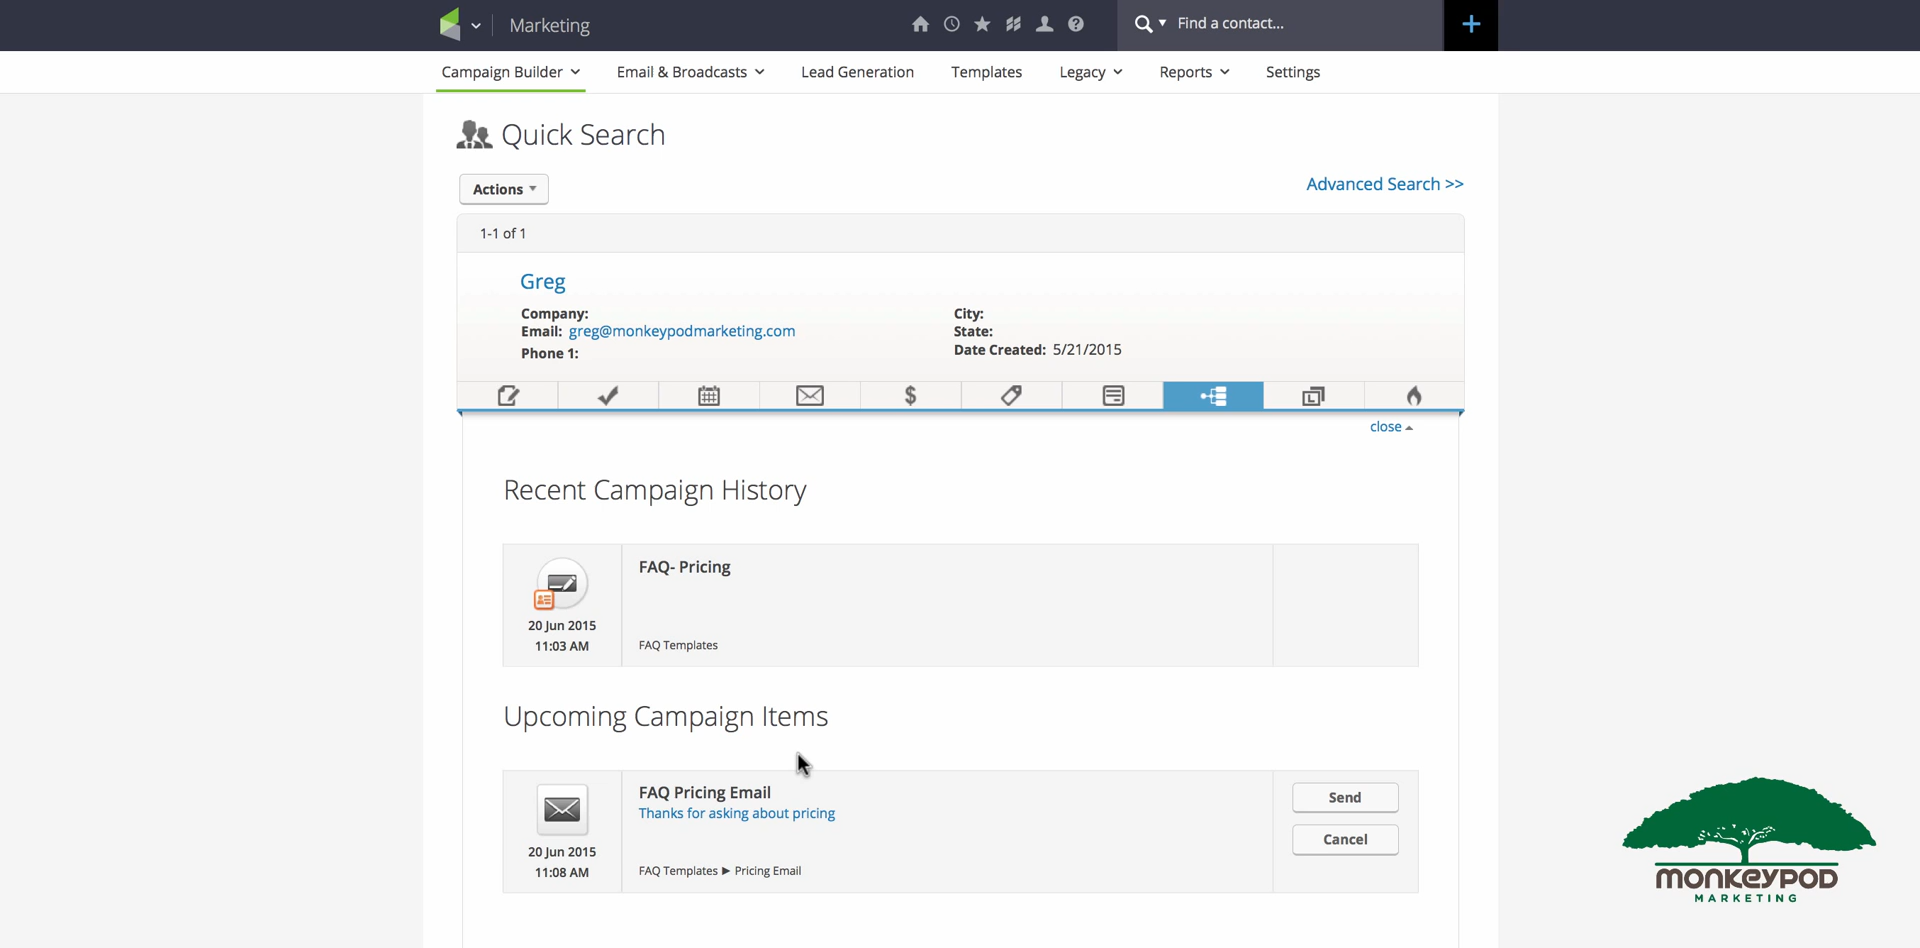 Marketing
Find a contact...
Campaign Builder
Email & Broadcasts
Lead Generation
Templates
Legacy
Reports
Settings
Quick Search
Actions
Advanced Search >>
1-1 of 1
Greg
Company:
City:
Email: greg@monkeypodmarketing.com
State:
Phone 1:
Date Created: 5/21/2015
close
Recent Campaign History
FAQ- Pricing
20 Jun 2015
11:03 AM
FAQ Templates
Upcoming Campaign Items
FAQ Pricing Email
Thanks for asking about pricing
20 Jun 2015
11:08 AM
FAQ Templates ▶ Pricing Email
Send
Cancel
monkeyPOD
MARKETING